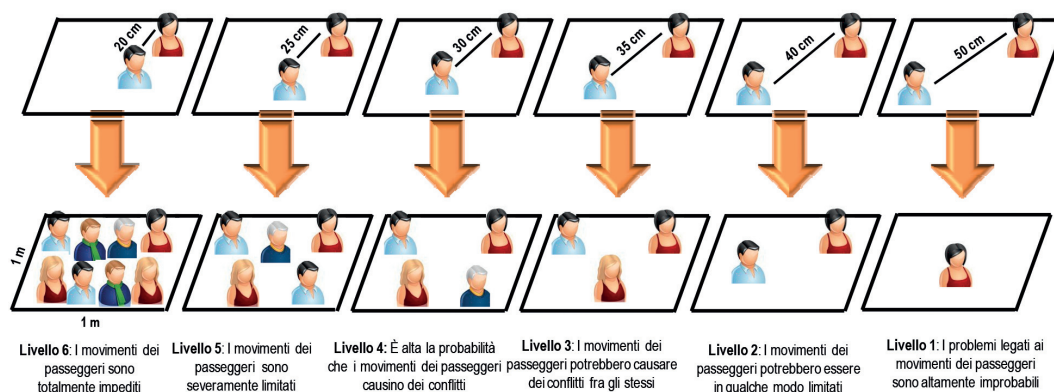 20 cm
25 cm
30 cm
35 cm
40 cm
50 cm
1 m
1 m
Livello 6: I movimenti dei
passeggeri sono
totalmente impediti
Livello 5: I movimenti dei
passeggeri sono
severamente limitati
Livello 4: È alta la probabilità
che i movimenti dei passeggeri
causino dei conflitti
Livello 3: I movimenti dei
passeggeri potrebbero causare
dei conflitti fra gli stessi
Livello 2: I movimenti dei
passeggeri potrebbero essere
in qualche modo limitati
Livello 1: I problemi legati ai
movimenti dei passeggeri
sono altamente improbabili